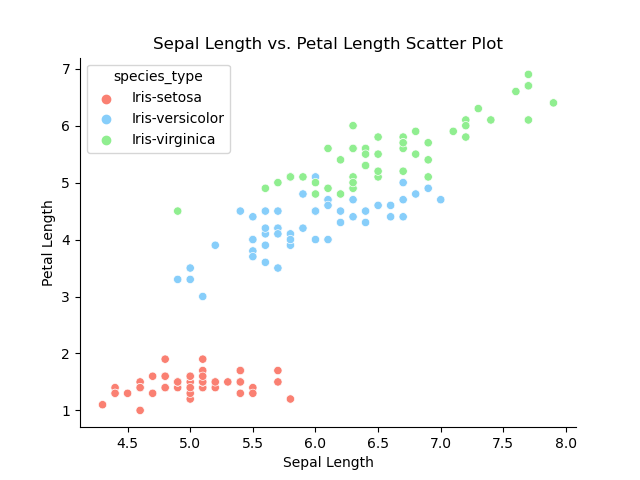 Sepal Length vs. Petal Length Scatter Plot
species_type
Iris-setosa
Iris-versicolor
Iris-virginica
Petal Length
7
6
5
4
3
2
1
4.5 5.0 5.5 6.0 6.5 7.0 7.5 8.0
Sepal Length